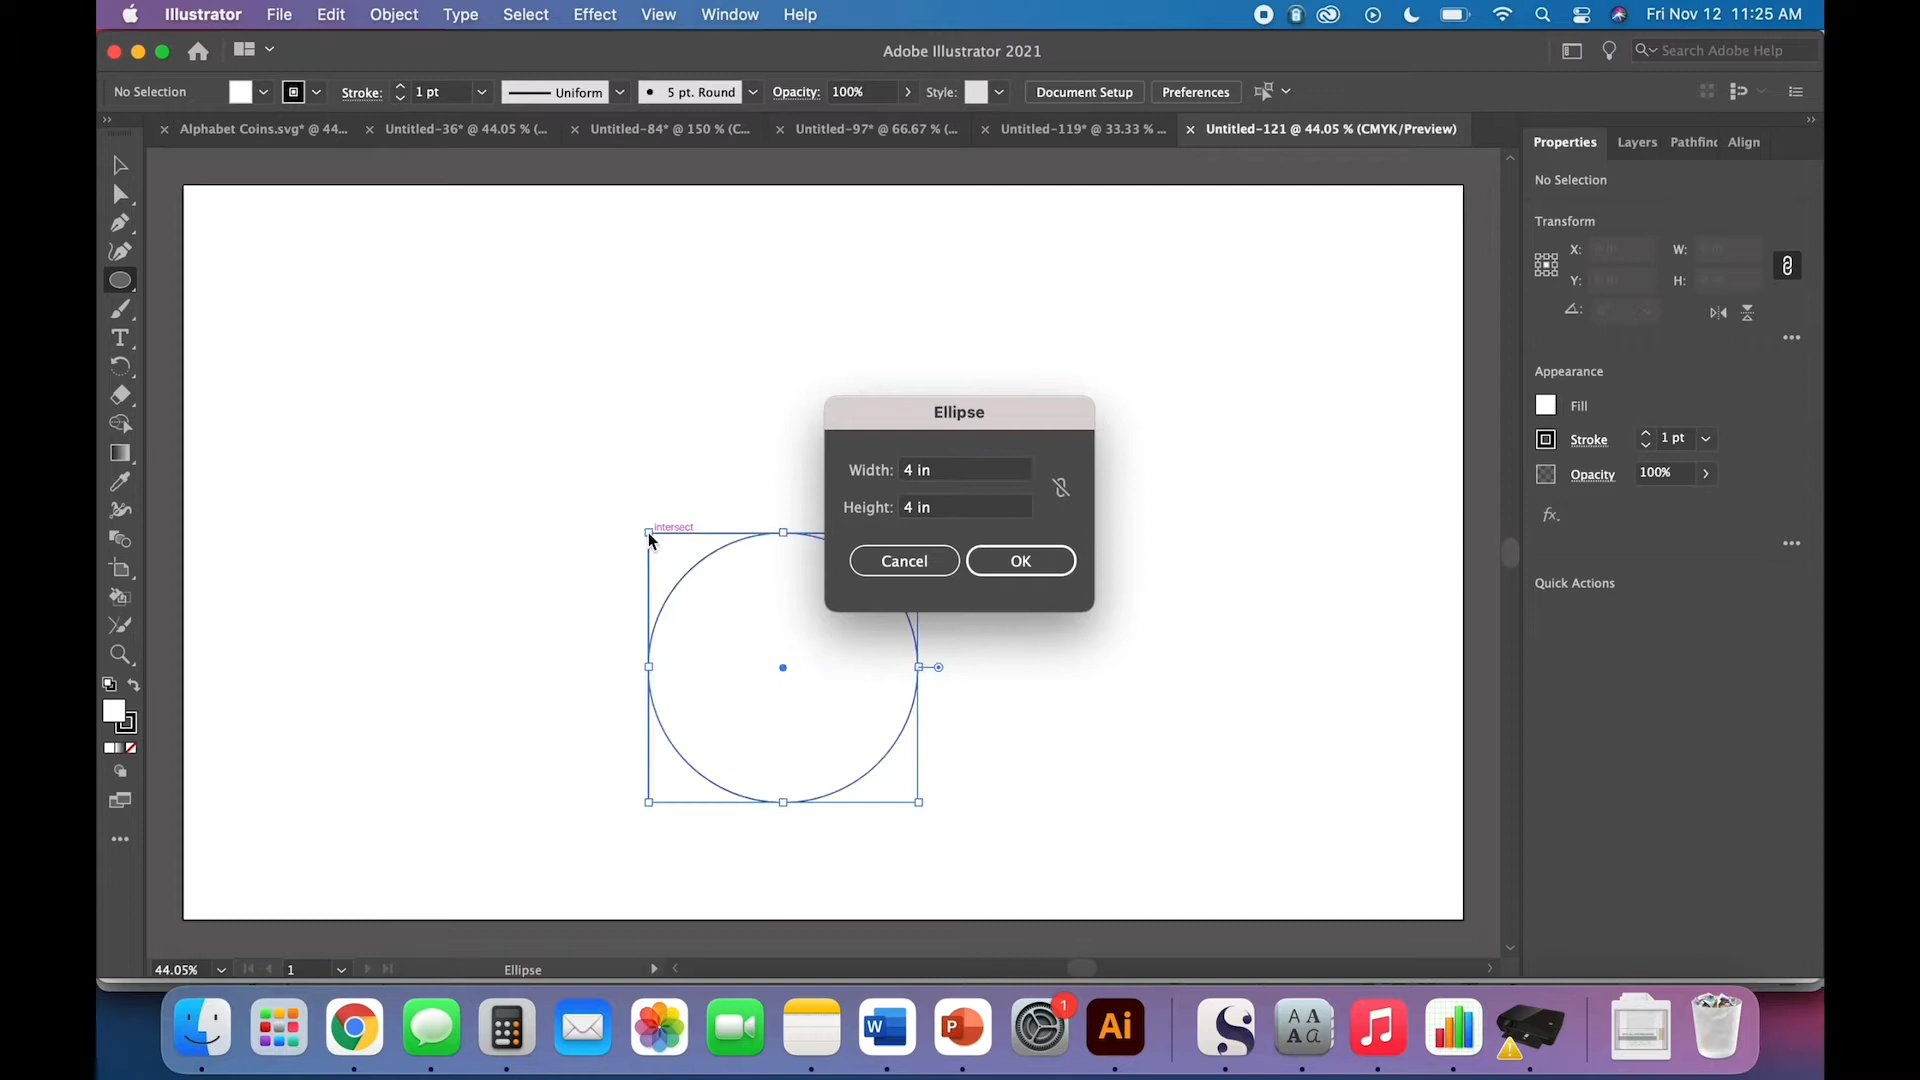 Illustrator File Edit Object Type Select Effect View Window Help Fri Nov 12 11:25 AM
Adobe Illustrator 2021 Search Adobe Help
No Selection Stroke: 1 pt Uniform 5 pt. Round Opacity: 100% Style: Document Setup Preferences
Alphabet Coins.svg* @ 44... Untitled-36* @ 44.05 % (... Untitled-84* @ 150 % (C... Untitled-97* @ 66.67 % (... Untitled-119* @ 33.33 % ... Untitled-121 @ 44.05 % (CMYK/Preview)
Properties Layers Pathfinc Align
No Selection
Transform
X: W:
Y: H:
Appearance
Fill
Stroke 1 pt
Opacity 100%
fx.
Quick Actions
Ellipse
Width: 4 in
Height: 4 in
Cancel OK
intersect
44.05% 1 Ellipse
1
W P Ai
A A
A a